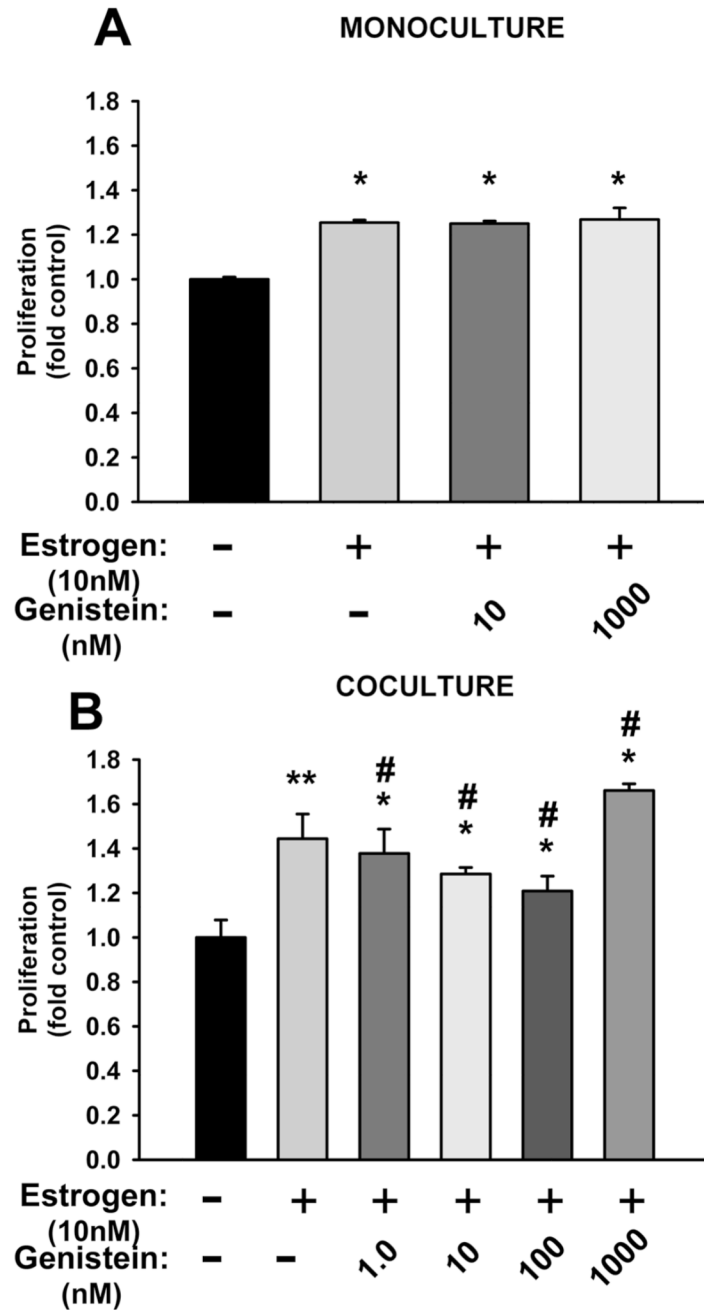 A
MONOCULTURE
Proliferation
(fold control)
1.8
1.6
1.4
1.2
1.0
0.8
0.6
0.4
0.2
0.0
* * *
Estrogen: - + + +
(10nM)
Genistein: - - 10 1000
(nM)
B
COCULTURE
Proliferation
(fold control)
1.8
1.6
1.4
1.2
1.0
0.8
0.6
0.4
0.2
0.0
** # # # #
* * * *
Estrogen: - + + + + +
(10nM)
Genistein: - - 1.0 10 100 1000
(nM)